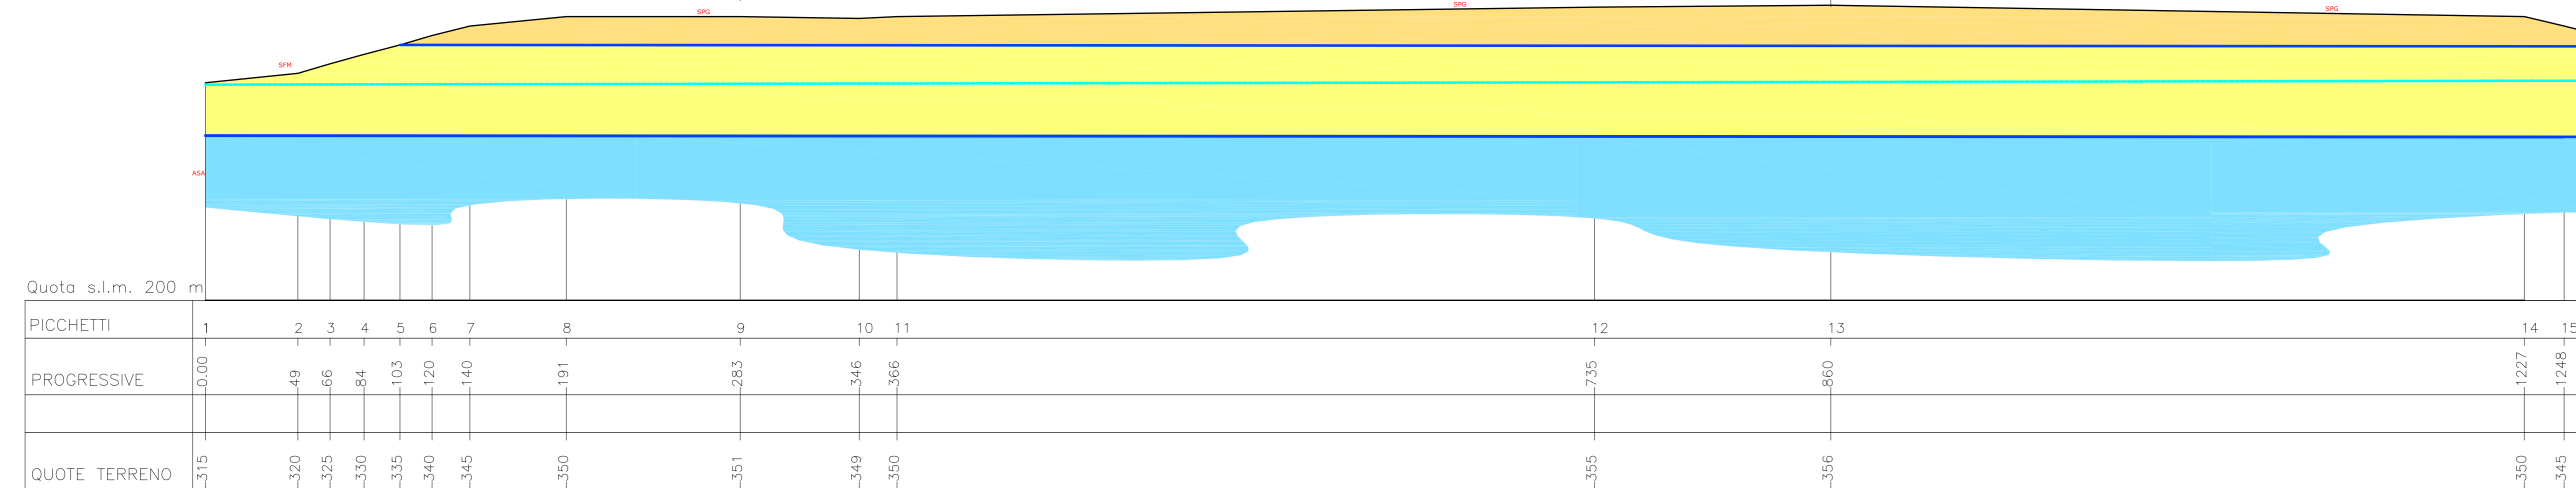 SPG SPG SPG
SFM
ASA
Quota s.l.m. 200 m
PICCHETTI 1 2 3 4 5 6 7 8 9 10 11 12 13 14 15
PROGRESSIVE 0.00 49 66 84 103 120 140 191 283 346 366 735 860 1227 1248
QUOTE TERRENO 315 320 325 330 335 340 345 350 351 349 350 355 356 350 345